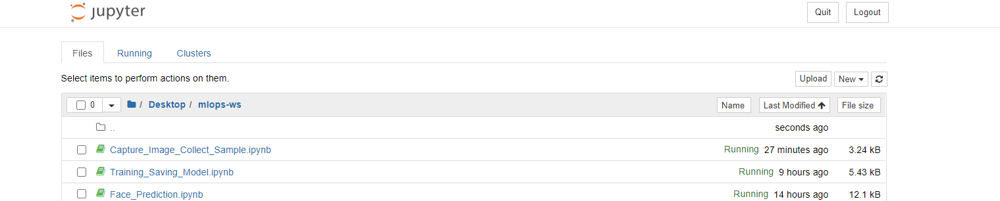 jupyter Quit Logout
Files Running Clusters
Select items to perform actions on them. Upload New
0 / Desktop / mlops-ws Name Last Modified File size
.. seconds ago
Capture_Image_Collect_Sample.ipynb Running 27 minutes ago 3.24 kB
Training_Saving_Model.ipynb Running 9 hours ago 5.43 kB
Face_Prediction.ipynb Running 14 hours ago 12.1 kB